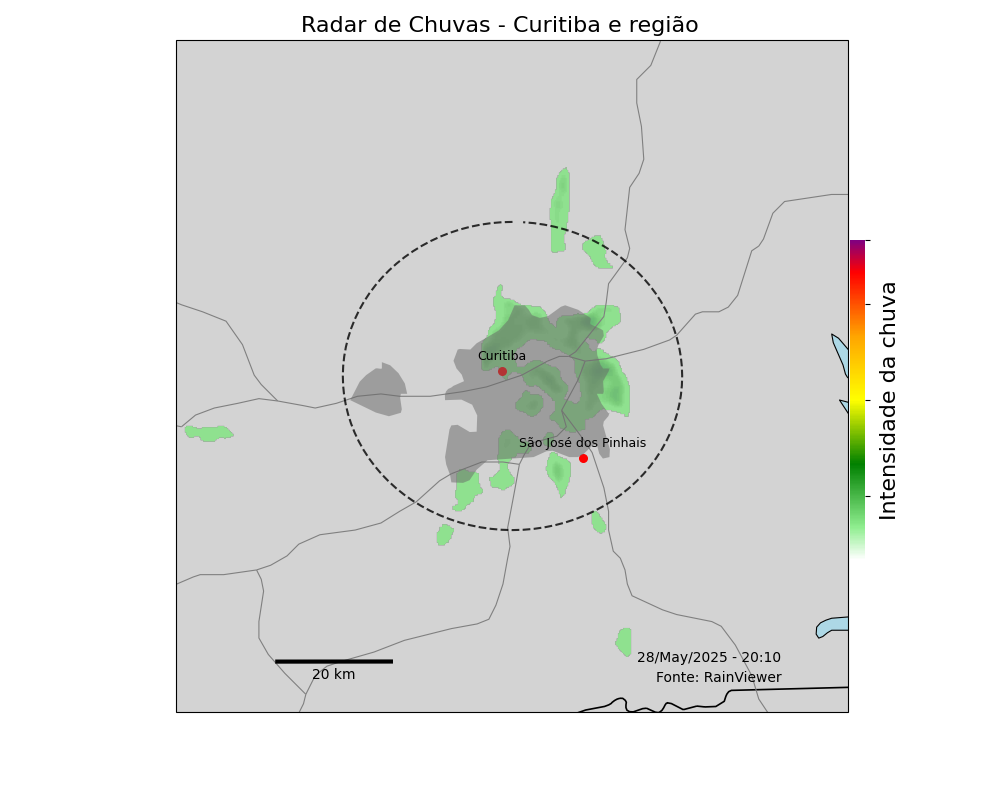 Radar de Chuvas - Curitiba e região
Curitiba
São José dos Pinhais
Intensidade da chuva
28/May/2025 - 20:10
20 km
Fonte: RainViewer